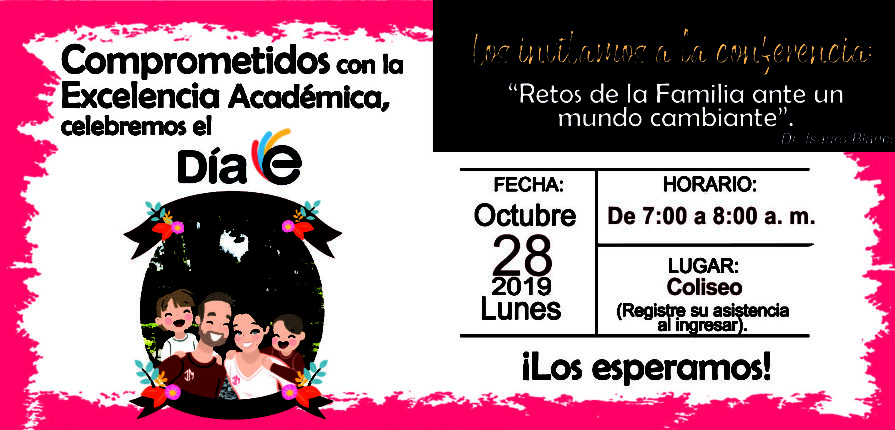 Comprometidos con la
Excelencia Académica,
celebremos el
Día e
Los invitamos a la conferencia:
“Retos de la Familia ante un
mundo cambiante”.
FECHA:
Octubre
28
2019
Lunes
HORARIO:
De 7:00 a 8:00 a. m.
LUGAR:
Coliseo
(Registre su asistencia
al ingresar).
¡Los esperamos!